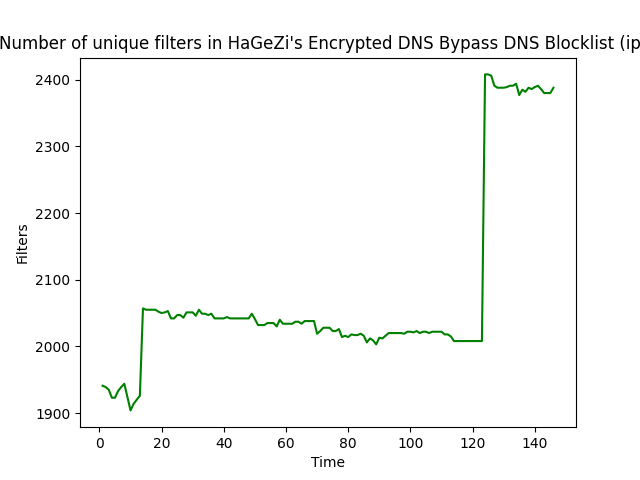 Number of unique filters in HaGeZi's Encrypted DNS Bypass DNS Blocklist (ip
2400
2300
2200
2100
2000
1900
Filters
0 20 40 60 80 100 120 140
Time